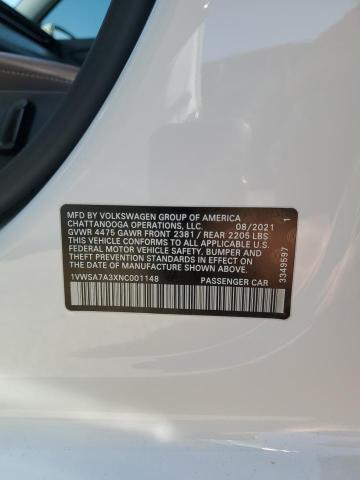 MFD BY VOLKSWAGEN GROUP OF AMERICA
CHATTANOOGA OPERATIONS, LLC. 08/2021
GVWR 4475 GAWR FRONT 2381 / REAR 2205 LBS
THIS VEHICLE CONFORMS TO ALL APPLICABLE U.S.
FEDERAL MOTOR VEHICLE SAFETY, BUMPER AND
THEFT PREVENTION STANDARDS IN EFFECT ON THE
DATE OF MANUFACTURE SHOWN ABOVE.
1VWSA7A3XNC001148 PASSENGER CAR
3349597 1